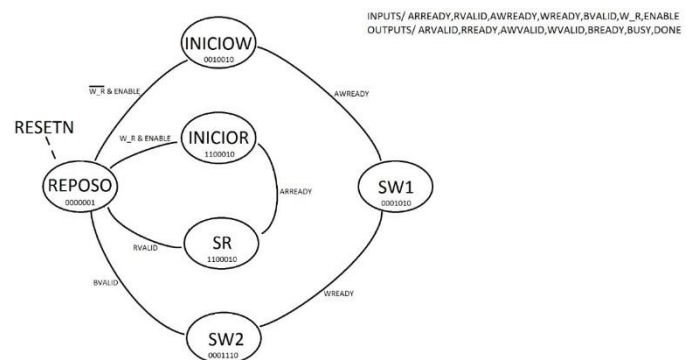 INPUTS/ ARREADY,RVALID,AWREADY,WREADY,BVALID,W_R,ENABLE
OUTPUTS/ ARVALID,RREADY,AWVALID,WVALID,BREADY,BUSY,DONE
INICIOW
0010010
W_R & ENABLE
AWREADY
RESETN
W_R & ENABLE
INICIOR
1100010
REPOSO
0000001
ARREADY
SW1
0001010
SR
1100010
RVALID
BVALID
WREADY
SW2
0001110